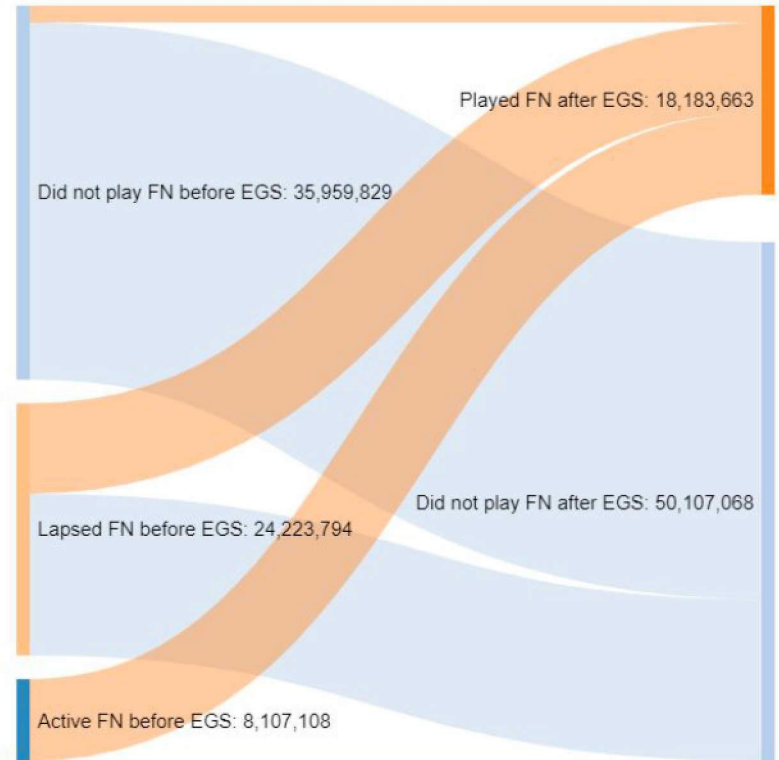 Played FN after EGS: 18,183,663
Did not play FN before EGS: 35,959,829
Did not play FN after EGS: 50,107,068
Lapsed FN before EGS: 24,223,794
Active FN before EGS: 8,107,108